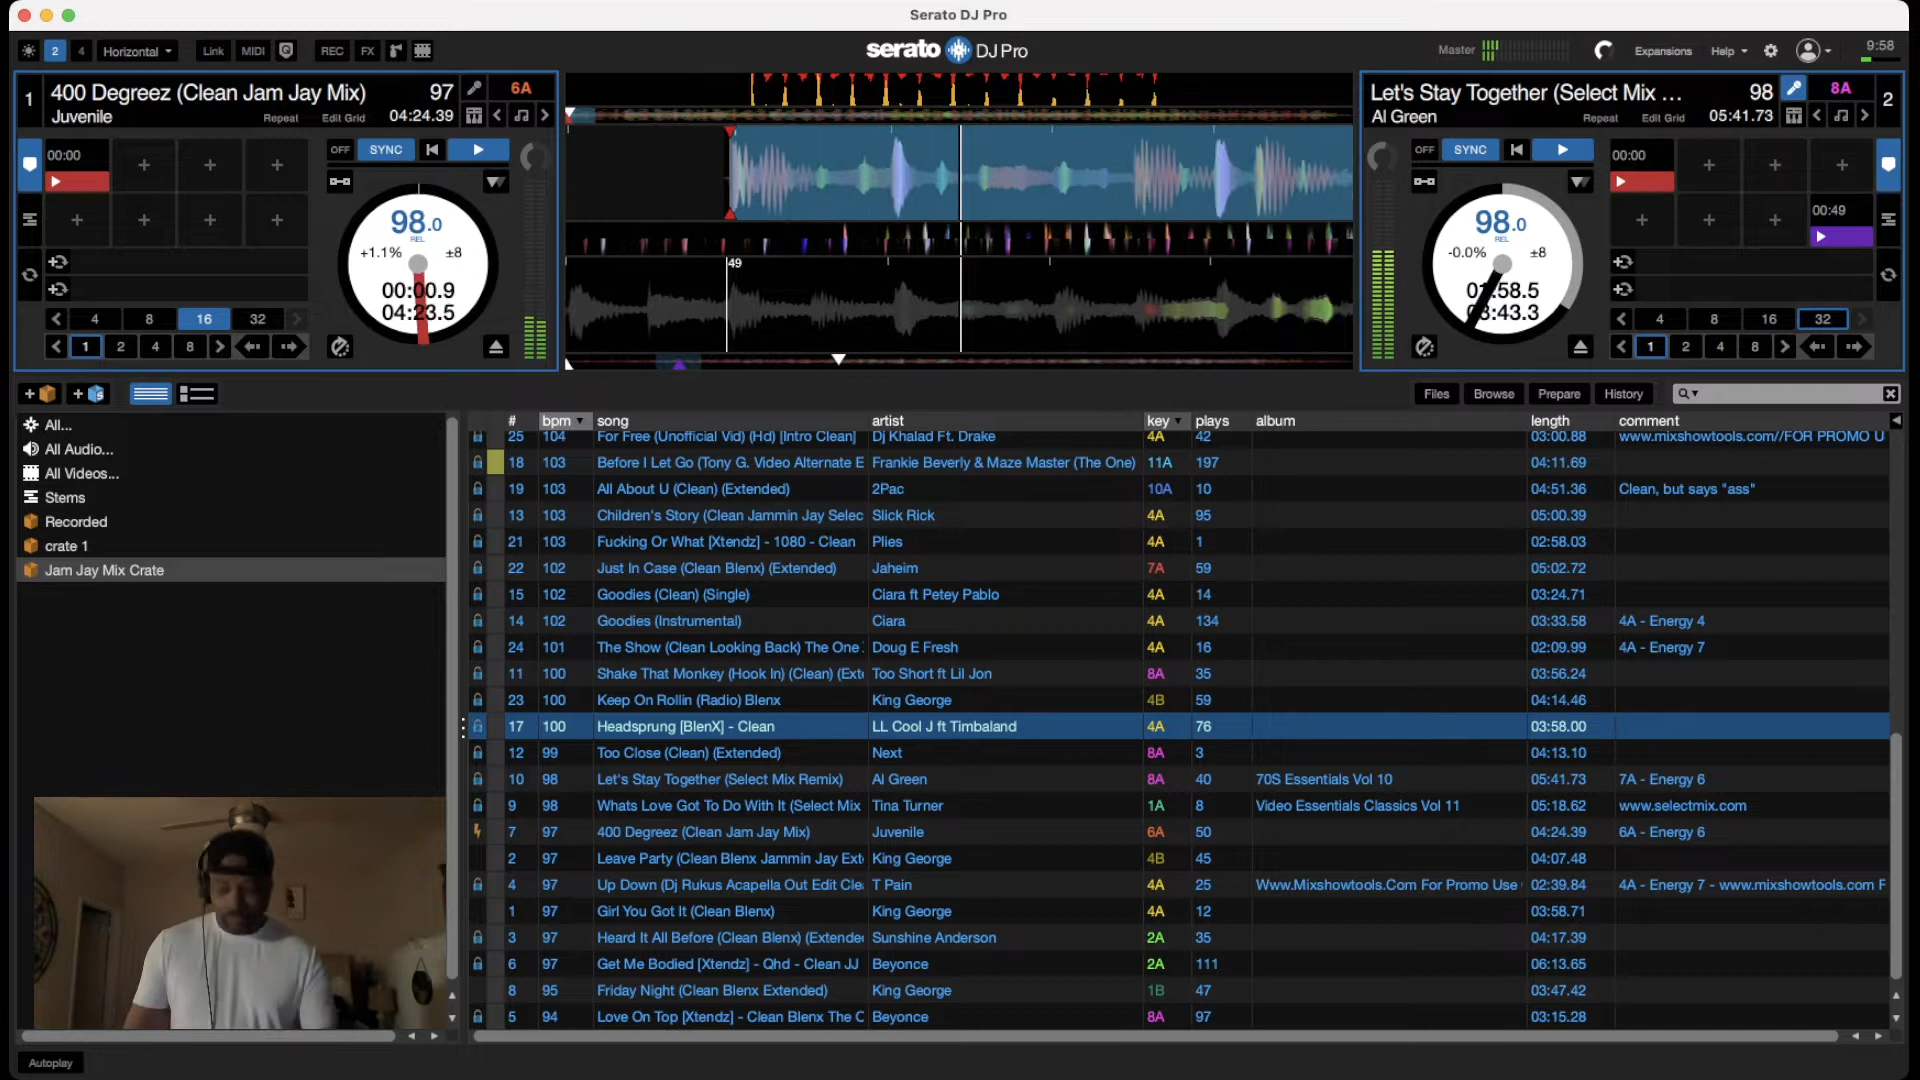 Serato DJ Pro
2 4 Horizontal Link MIDI REC FX
serato DJ Pro
Master Expansions Help 9:58
1 400 Degreez (Clean Jam Jay Mix) 97 6A
Juvenile Repeat Edit Grid 04:24.39
00:00
OFF SYNC
98.0
REL
+1.1% ±8
00:00.9
04:23.5
4 8 16 32
1 2 4 8
49
Let's Stay Together (Select Mix ... 98 8A 2
Al Green Repeat Edit Grid 05:41.73
OFF SYNC
00:00
00:49
98.0
REL
-0.0% ±8
01:58.5
03:43.3
4 8 16 32
1 2 4 8
Files Browse Prepare History
All...
All Audio...
All Videos...
Stems
Recorded
crate 1
Jam Jay Mix Crate
# bpm song artist key plays album length comment
25 104 For Free (Unofficial Vid) (Hd) [Intro Clean] Dj Khalad Ft. Drake 4A 42 03:00.88 www.mixshowtools.com//FOR PROMO U
18 103 Before I Let Go (Tony G. Video Alternate E Frankie Beverly & Maze Master (The One) 11A 197 04:11.69
19 103 All About U (Clean) (Extended) 2Pac 10A 10 04:51.36 Clean, but says "ass"
13 103 Children's Story (Clean Jammin Jay Selec Slick Rick 4A 95 05:00.39
21 103 Fucking Or What [Xtendz] - 1080 - Clean Plies 4A 1 02:58.03
22 102 Just In Case (Clean Blenx) (Extended) Jaheim 7A 59 05:02.72
15 102 Goodies (Clean) (Single) Ciara ft Petey Pablo 4A 14 03:24.71
14 102 Goodies (Instrumental) Ciara 4A 134 03:33.58 4A - Energy 4
24 101 The Show (Clean Looking Back) The One Doug E Fresh 4A 16 02:09.99 4A - Energy 7
11 100 Shake That Monkey (Hook In) (Clean) (Exte Too Short ft Lil Jon 8A 35 03:56.24
23 100 Keep On Rollin (Radio) Blenx King George 4B 59 04:14.46
17 100 Headsprung [BlenX] - Clean LL Cool J ft Timbaland 4A 76 03:58.00
12 99 Too Close (Clean) (Extended) Next 8A 3 04:13.10
10 98 Let's Stay Together (Select Mix Remix) Al Green 8A 40 70S Essentials Vol 10 05:41.73 7A - Energy 6
9 98 Whats Love Got To Do With It (Select Mix Tina Turner 1A 8 Video Essentials Classics Vol 11 05:18.62 www.selectmix.com
7 97 400 Degreez (Clean Jam Jay Mix) Juvenile 6A 50 04:24.39 6A - Energy 6
2 97 Leave Party (Clean Blenx Jammin Jay Exte King George 4B 45 04:07.48
4 97 Up Down (Dj Rukus Acapella Out Edit Cle T Pain 4A 25 Www.Mixshowtools.Com For Promo Use 02:39.84 4A - Energy 7 - www.mixshowtools.com F
1 97 Girl You Got It (Clean Blenx) King George 4A 12 03:58.71
3 97 Heard It All Before (Clean Blenx) (Extende Sunshine Anderson 2A 35 04:17.39
6 97 Get Me Bodied [Xtendz] - Qhd - Clean JJ Beyonce 2A 111 06:13.65
8 95 Friday Night (Clean Blenx Extended) King George 1B 47 03:47.42
5 94 Love On Top [Xtendz] - Clean Blenx The C Beyonce 8A 97 03:15.28
Autoplay